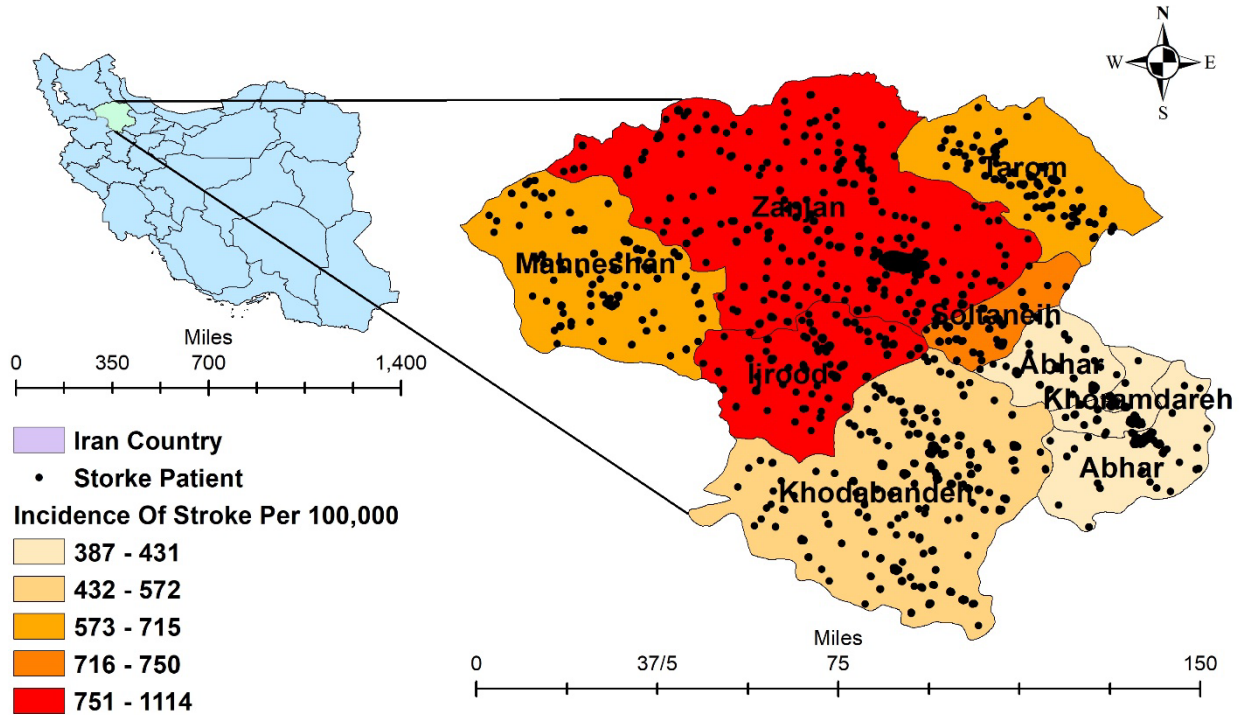 N
W E
S
Tarom
Zanjan
Mahneshan
Soltaneih
Abhar
Ijrood
Khoramdareh
Abhar
Khodabandeh
Miles
0 350 700 1,400
Iran Country
Storke Patient
Incidence Of Stroke Per 100,000
387 - 431
432 - 572
573 - 715
716 - 750
751 - 1114
Miles
0 37/5 75 150